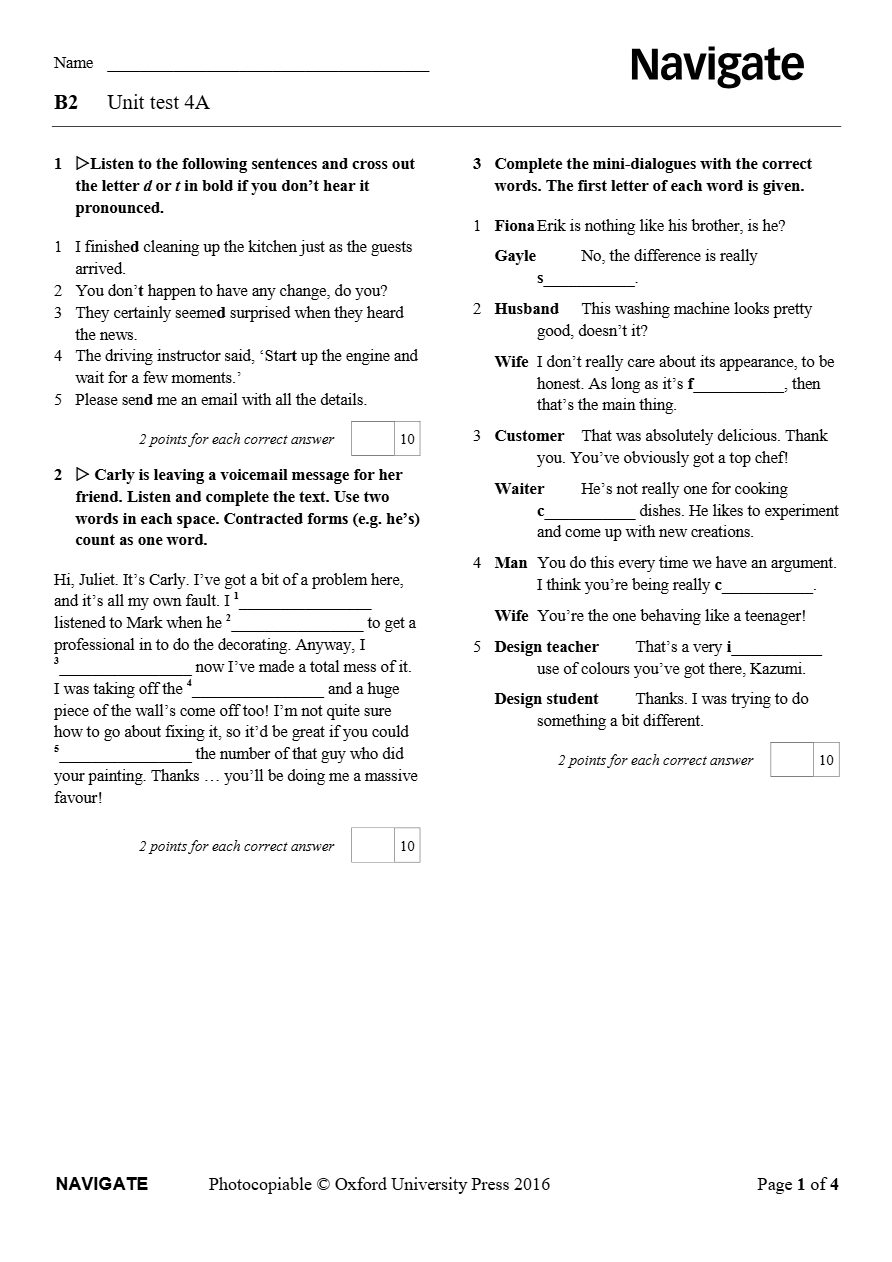 Name ______________________________________
Navigate
B2 Unit test 4A
1 ▷Listen to the following sentences and cross out
the letter d or t in bold if you don’t hear it
pronounced.
1 I finished cleaning up the kitchen just as the guests
arrived.
2 You don’t happen to have any change, do you?
3 They certainly seemed surprised when they heard
the news.
4 The driving instructor said, ‘Start up the engine and
wait for a few moments.’
5 Please send me an email with all the details.
2 points for each correct answer 10
2 ▷ Carly is leaving a voicemail message for her
friend. Listen and complete the text. Use two
words in each space. Contracted forms (e.g. he’s)
count as one word.
Hi, Juliet. It’s Carly. I’ve got a bit of a problem here,
and it’s all my own fault. I 1________________
listened to Mark when he 2________________ to get a
professional in to do the decorating. Anyway, I
3________________ now I’ve made a total mess of it.
I was taking off the 4________________ and a huge
piece of the wall’s come off too! I’m not quite sure
how to go about fixing it, so it’d be great if you could
5________________ the number of that guy who did
your painting. Thanks … you’ll be doing me a massive
favour!
2 points for each correct answer 10
3 Complete the mini-dialogues with the correct
words. The first letter of each word is given.
1 Fiona Erik is nothing like his brother, is he?
Gayle No, the difference is really
s___________.
2 Husband This washing machine looks pretty
good, doesn’t it?
Wife I don’t really care about its appearance, to be
honest. As long as it’s f___________, then
that’s the main thing.
3 Customer That was absolutely delicious. Thank
you. You’ve obviously got a top chef!
Waiter He’s not really one for cooking
c___________ dishes. He likes to experiment
and come up with new creations.
4 Man You do this every time we have an argument.
I think you’re being really c___________.
Wife You’re the one behaving like a teenager!
5 Design teacher That’s a very i___________
use of colours you’ve got there, Kazumi.
Design student Thanks. I was trying to do
something a bit different.
2 points for each correct answer 10
NAVIGATE Photocopiable © Oxford University Press 2016 Page 1 of 4